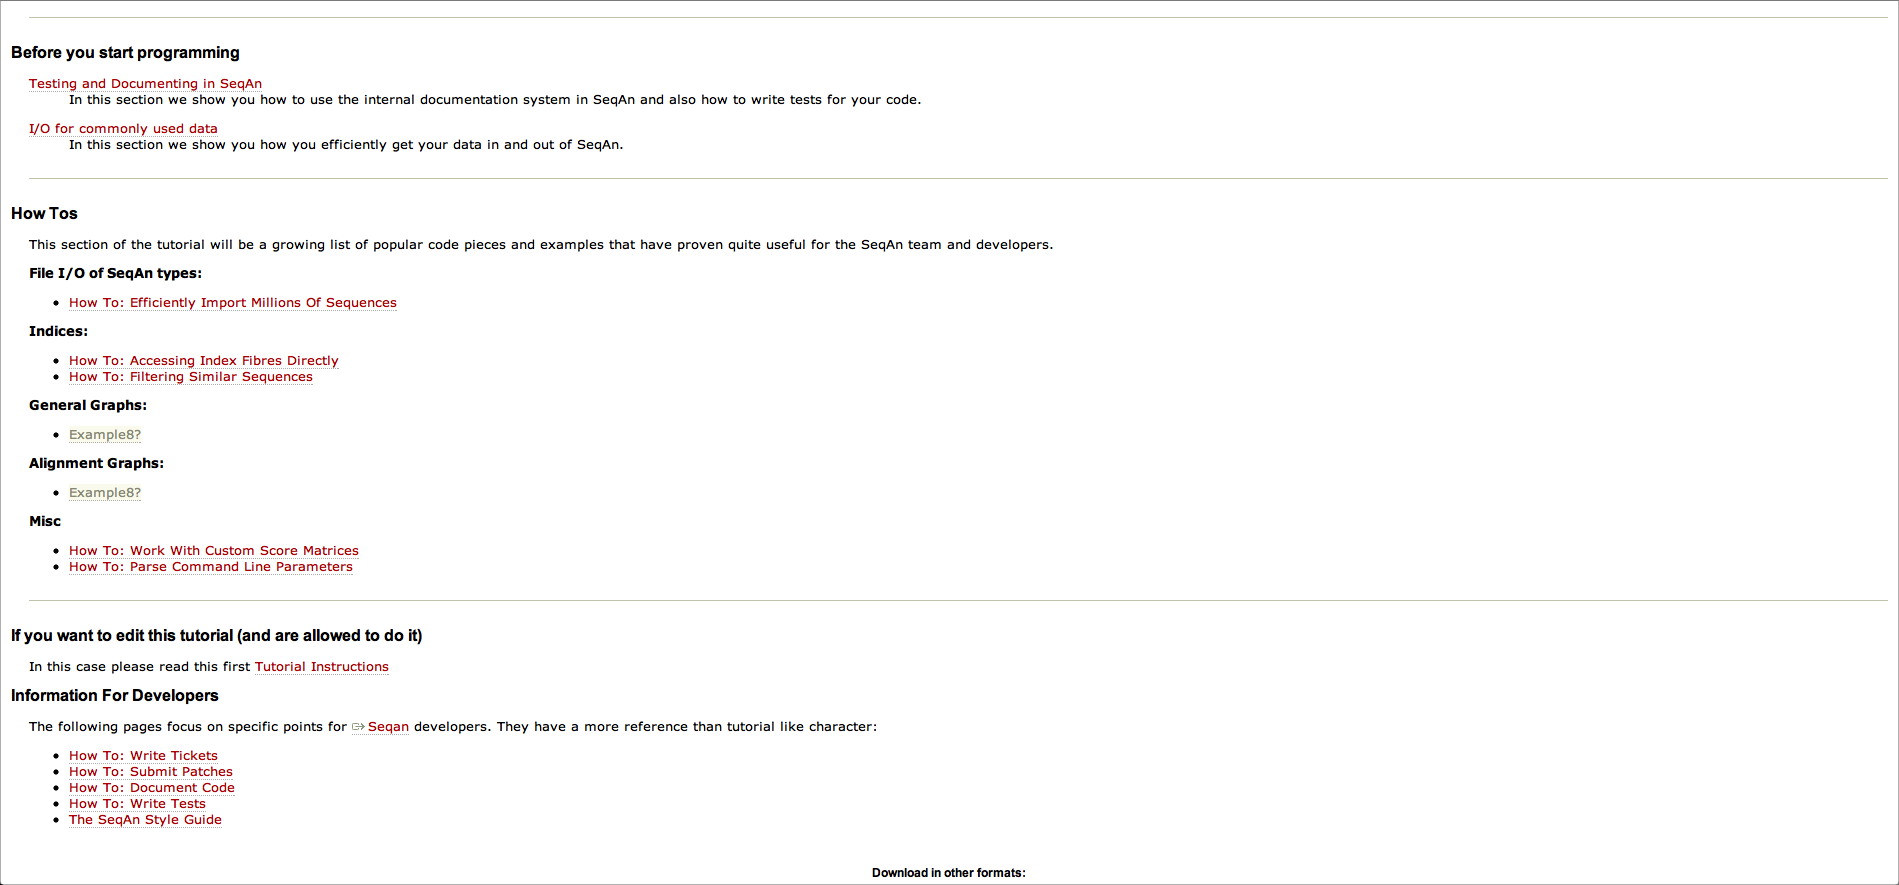 Before you start programming
Testing and Documenting in SeqAn
In this section we show you how to use the internal documentation system in SeqAn and also how to write tests for your code.
I/O for commonly used data
In this section we show you how you efficiently get your data in and out of SeqAn.
How Tos
This section of the tutorial will be a growing list of popular code pieces and examples that have proven quite useful for the SeqAn team and developers.
File I/O of SeqAn types:
How To: Efficiently Import Millions Of Sequences
Indices:
How To: Accessing Index Fibres Directly
How To: Filtering Similar Sequences
General Graphs:
Example8?
Alignment Graphs:
Example8?
Misc
How To: Work With Custom Score Matrices
How To: Parse Command Line Parameters
If you want to edit this tutorial (and are allowed to do it)
In this case please read this first Tutorial Instructions
Information For Developers
The following pages focus on specific points for Seqan developers. They have a more reference than tutorial like character:
How To: Write Tickets
How To: Submit Patches
How To: Document Code
How To: Write Tests
The SeqAn Style Guide
Download in other formats: